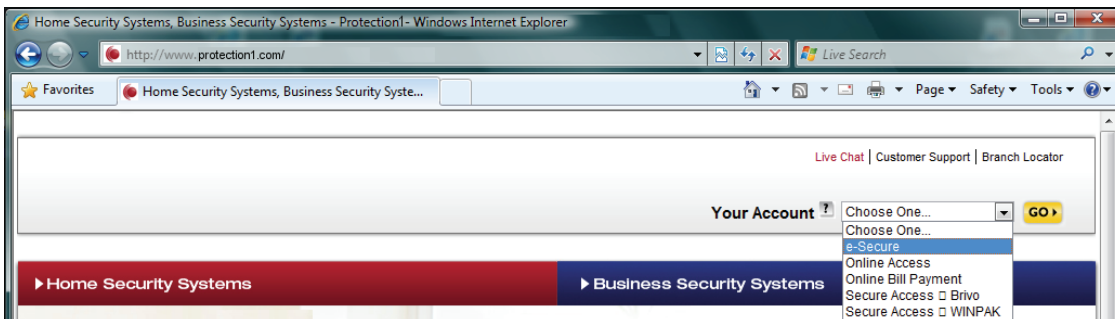 Home Security Systems, Business Security Systems - Protection1- Windows Internet Explorer
http://www.protection1.com/
Live Search
Favorites
Home Security Systems, Business Security Syste...
Page
Safety
Tools
Live Chat | Customer Support | Branch Locator
Your Account ? Choose One... GO
Choose One...
e-Secure
Online Access
Online Bill Payment
Secure Access □ Brivo
Secure Access □ WINPAK
Home Security Systems
Business Security Systems